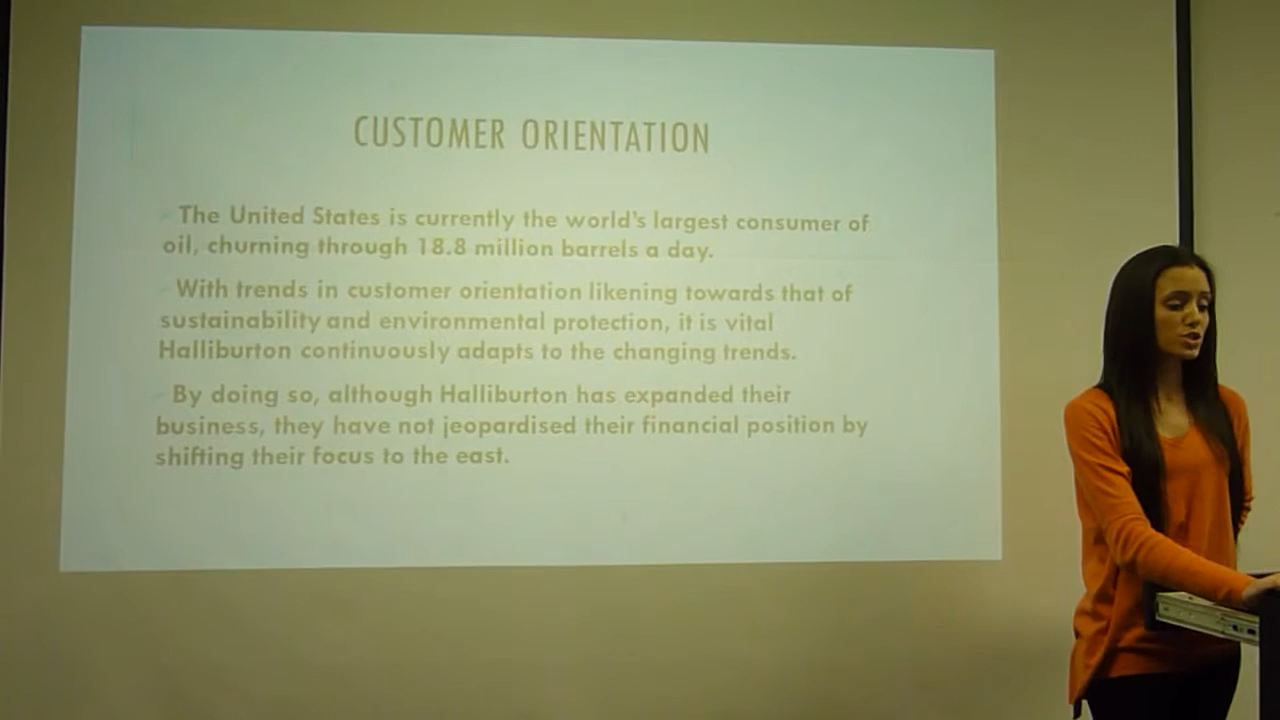 CUSTOMER ORIENTATION
The United States is currently the world's largest consumer of
oil, churning through 18.8 million barrels a day.
With trends in customer orientation likening towards that of
sustainability and environmental protection, it is vital
Halliburton continuously adapts to the changing trends.
By doing so, although Halliburton has expanded their
business, they have not jeopardised their financial position by
shifting their focus to the east.